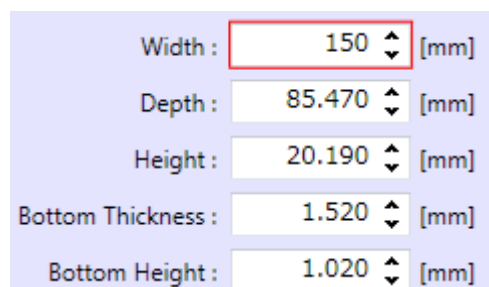 Width : 150 [mm]
Depth : 85.470 [mm]
Height : 20.190 [mm]
Bottom Thickness : 1.520 [mm]
Bottom Height : 1.020 [mm]